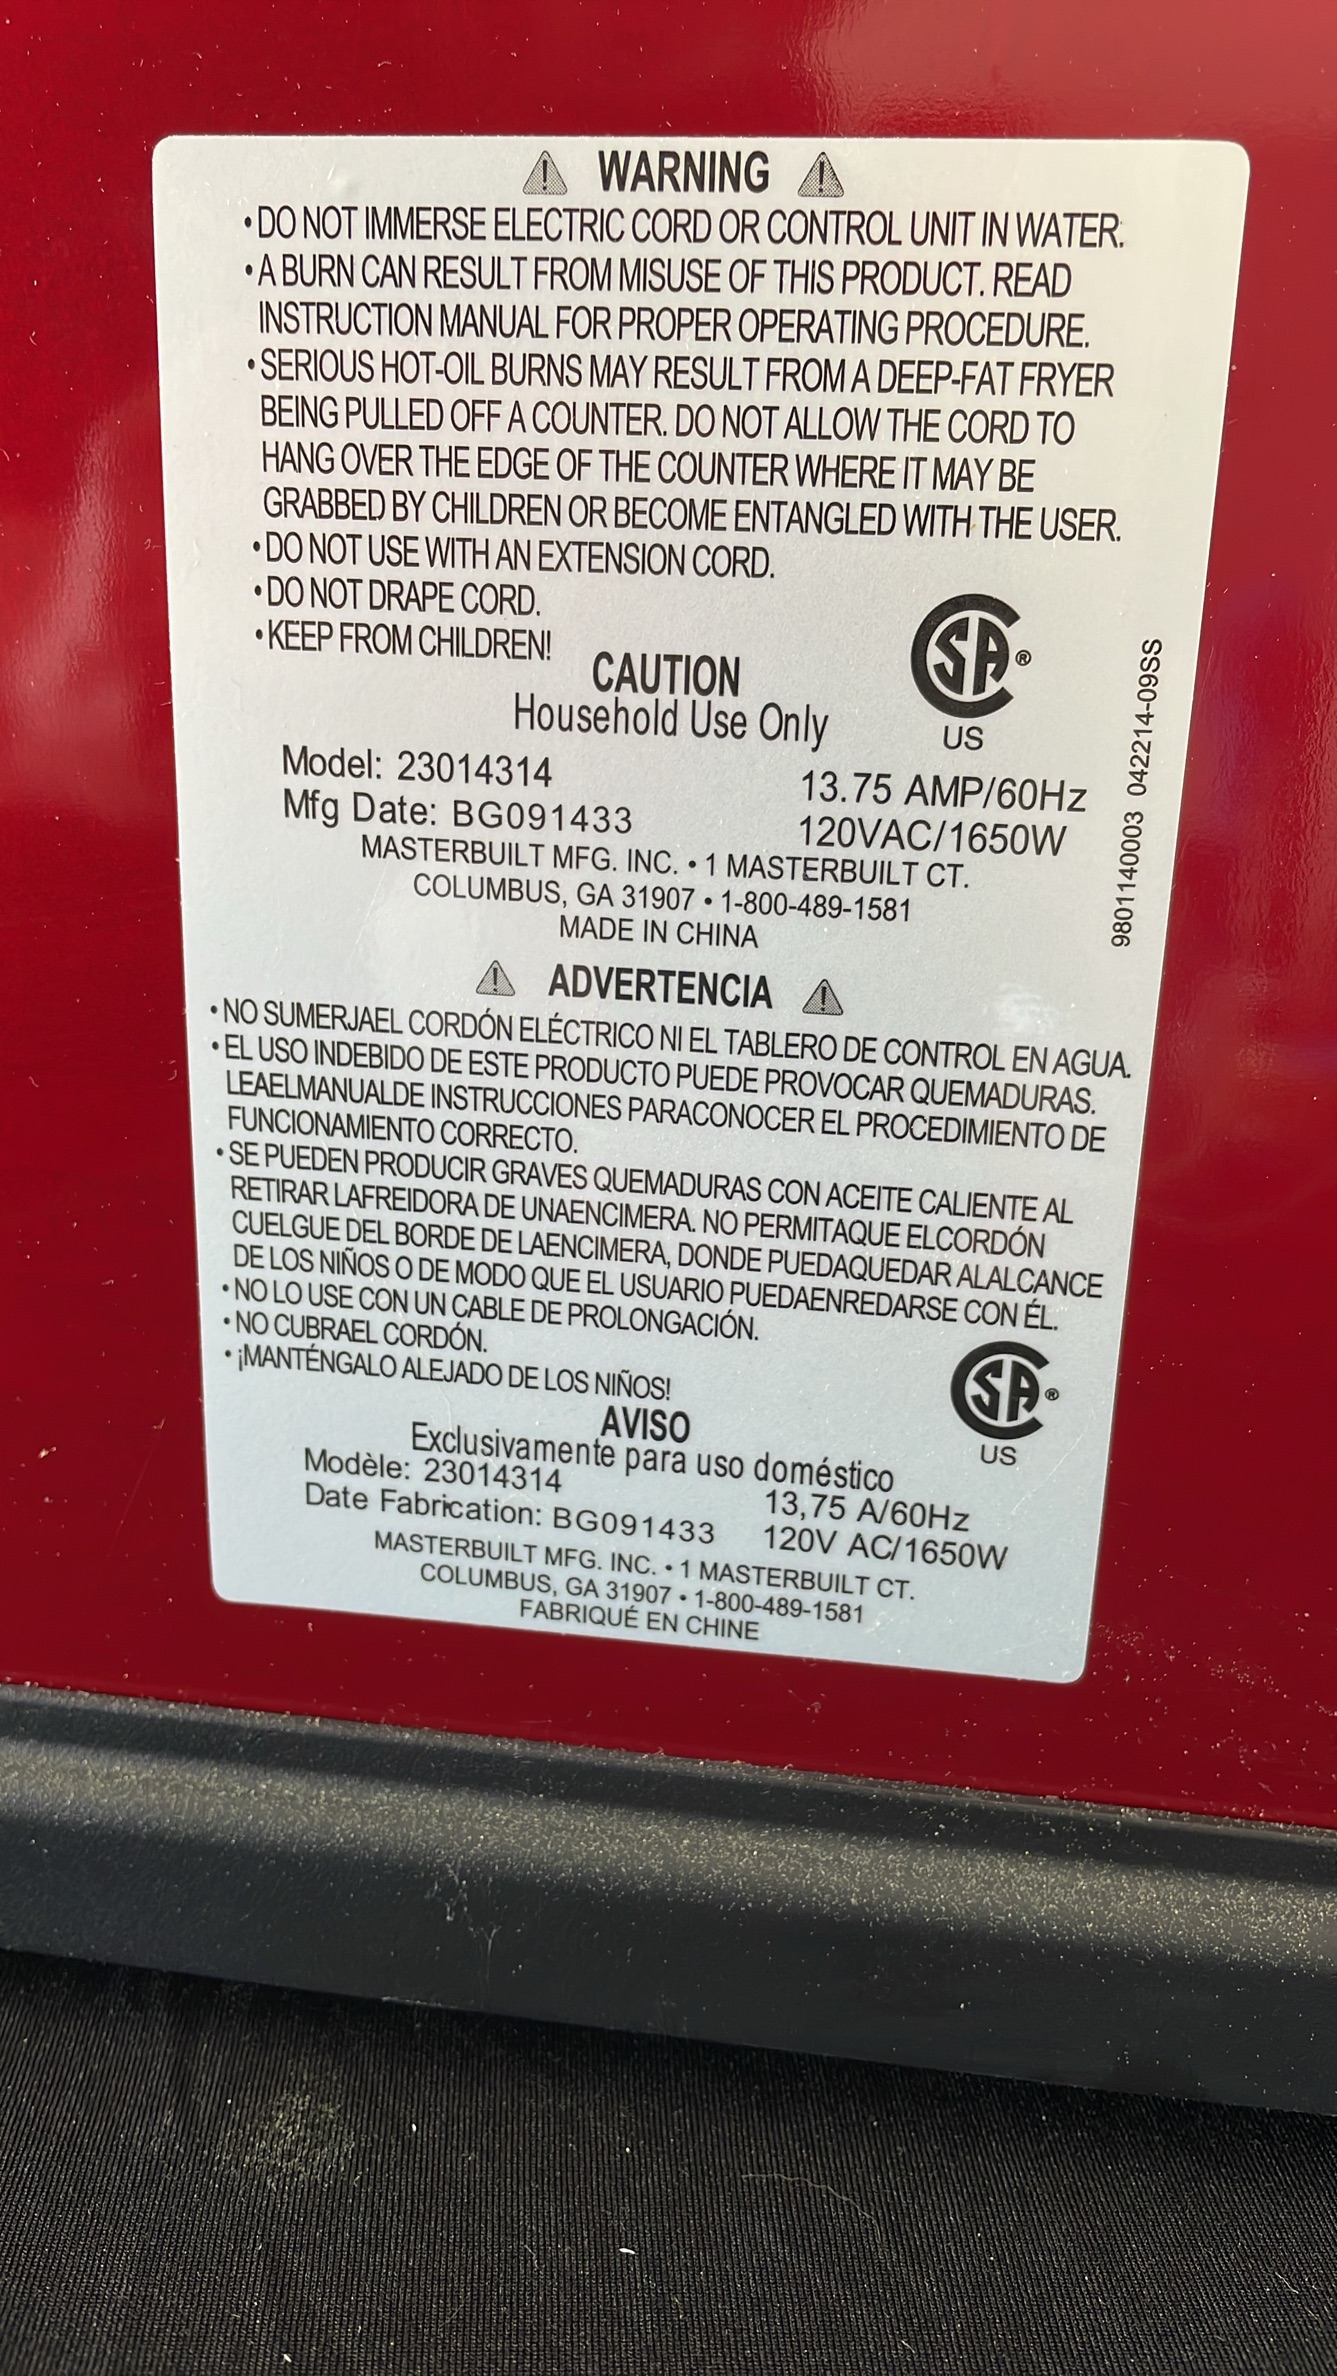 WARNING
•DO NOT IMMERSE ELECTRIC CORD OR CONTROL UNIT IN WATER.
•A BURN CAN RESULT FROM MISUSE OF THIS PRODUCT. READ
INSTRUCTION MANUAL FOR PROPER OPERATING PROCEDURE.
•SERIOUS HOT-OIL BURNS MAY RESULT FROM A DEEP-FAT FRYER
BEING PULLED OFF A COUNTER. DO NOT ALLOW THE CORD TO
HANG OVER THE EDGE OF THE COUNTER WHERE IT MAY BE
GRABBED BY CHILDREN OR BECOME ENTANGLED WITH THE USER.
•DO NOT USE WITH AN EXTENSION CORD.
•DO NOT DRAPE CORD.
•KEEP FROM CHILDREN!
CAUTION
Household Use Only
SA®
US
Model: 23014314
13.75 AMP/60Hz
Mfg Date: BG091433
120VAC/1650W
MASTERBUILT MFG. INC. • 1 MASTERBUILT CT.
COLUMBUS, GA 31907 • 1-800-489-1581
MADE IN CHINA
9801140003 042214-09SS
ADVERTENCIA
•NO SUMERJAEL CORDÓN ELÉCTRICO NI EL TABLERO DE CONTROL EN AGUA.
•EL USO INDEBIDO DE ESTE PRODUCTO PUEDE PROVOCAR QUEMADURAS.
LEAELMANUALDE INSTRUCCIONES PARACONOCER EL PROCEDIMIENTO DE
FUNCIONAMIENTO CORRECTO.
•SE PUEDEN PRODUCIR GRAVES QUEMADURAS CON ACEITE CALIENTE AL
RETIRAR LAFREIDORA DE UNAENCIMERA. NO PERMITAQUE ELCORDÓN
CUELGUE DEL BORDE DE LAENCIMERA, DONDE PUEDAQUEDAR ALALCANCE
DE LOS NIÑOS O DE MODO QUE EL USUARIO PUEDAENREDARSE CON ÉL.
•NO LO USE CON UN CABLE DE PROLONGACIÓN.
•NO CUBRAEL CORDÓN.
•¡MANTÉNGALO ALEJADO DE LOS NIÑOS!
AVISO
Exclusivamente para uso doméstico
SA®
US
Modèle: 23014314
13,75 A/60Hz
Date Fabrication: BG091433
120V AC/1650W
MASTERBUILT MFG. INC. • 1 MASTERBUILT CT.
COLUMBUS, GA 31907 • 1-800-489-1581
FABRIQUÉ EN CHINE